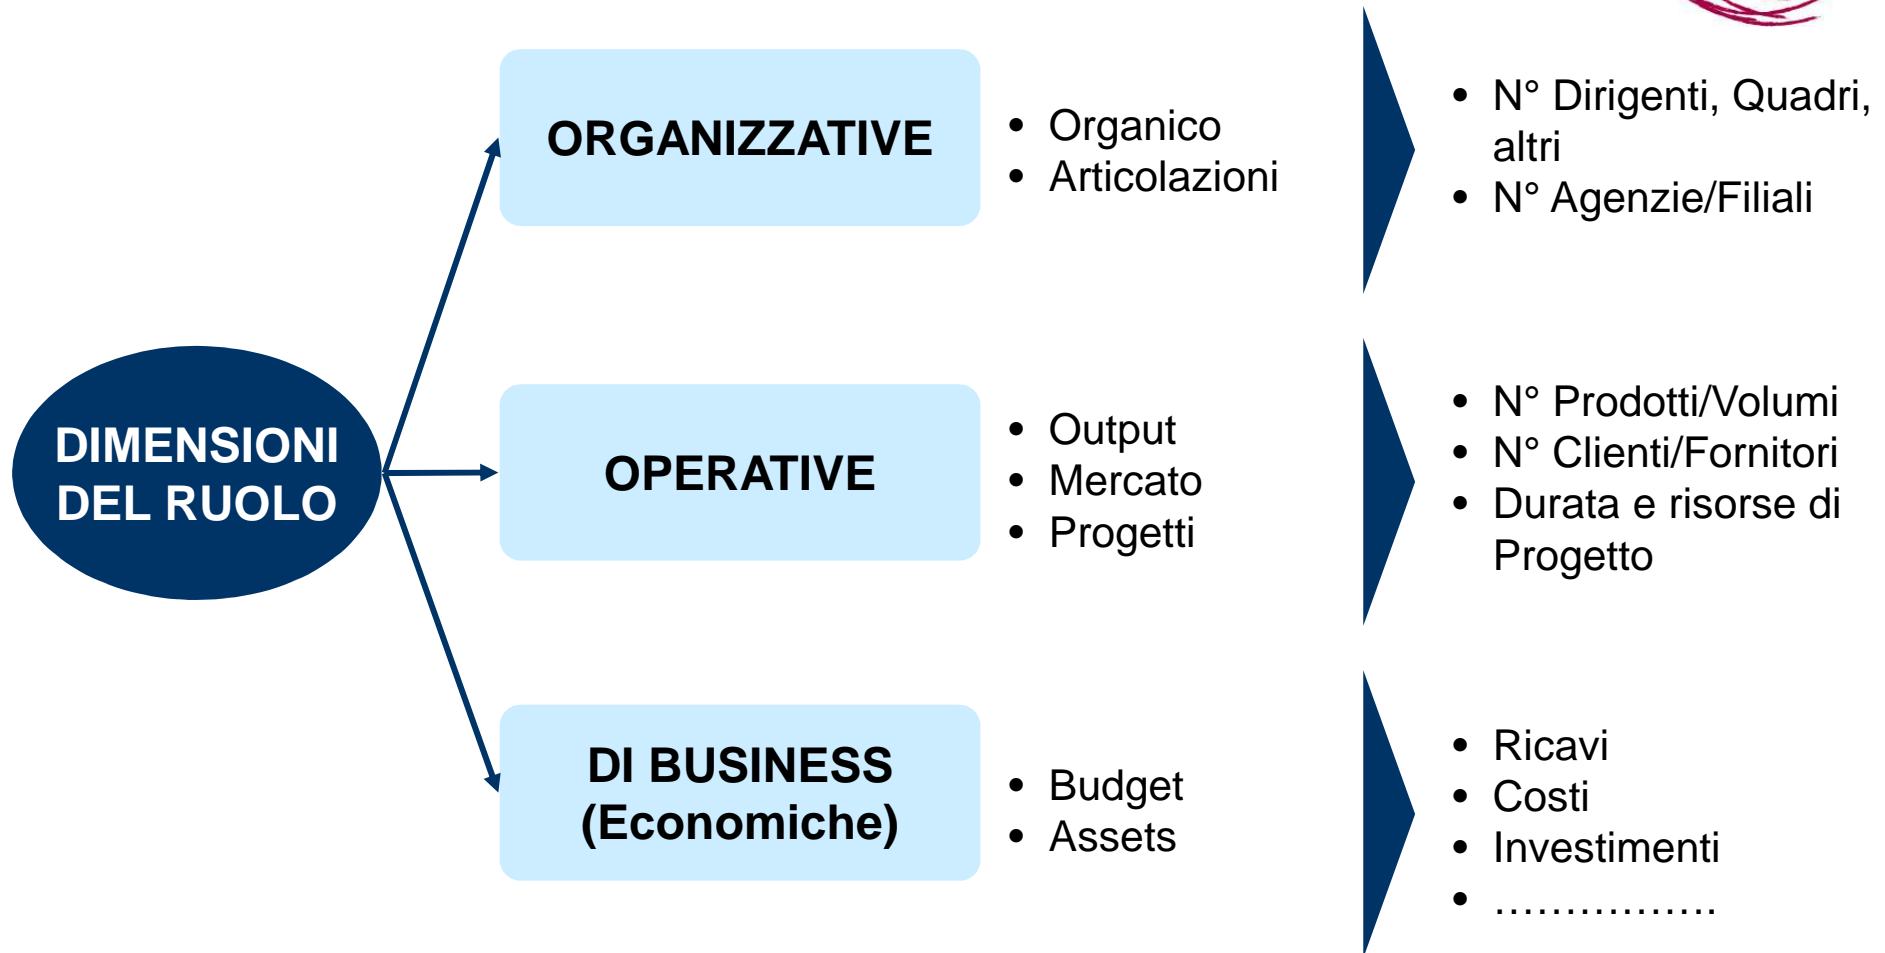 DIMENSIONI
DEL RUOLO
ORGANIZZATIVE
• Organico
• Articolazioni
• N° Dirigenti, Quadri,
altri
• N° Agenzie/Filiali
OPERATIVE
• Output
• Mercato
• Progetti
• N° Prodotti/Volumi
• N° Clienti/Fornitori
• Durata e risorse di
Progetto
DI BUSINESS
(Economiche)
• Budget
• Assets
• Ricavi
• Costi
• Investimenti
• …………….